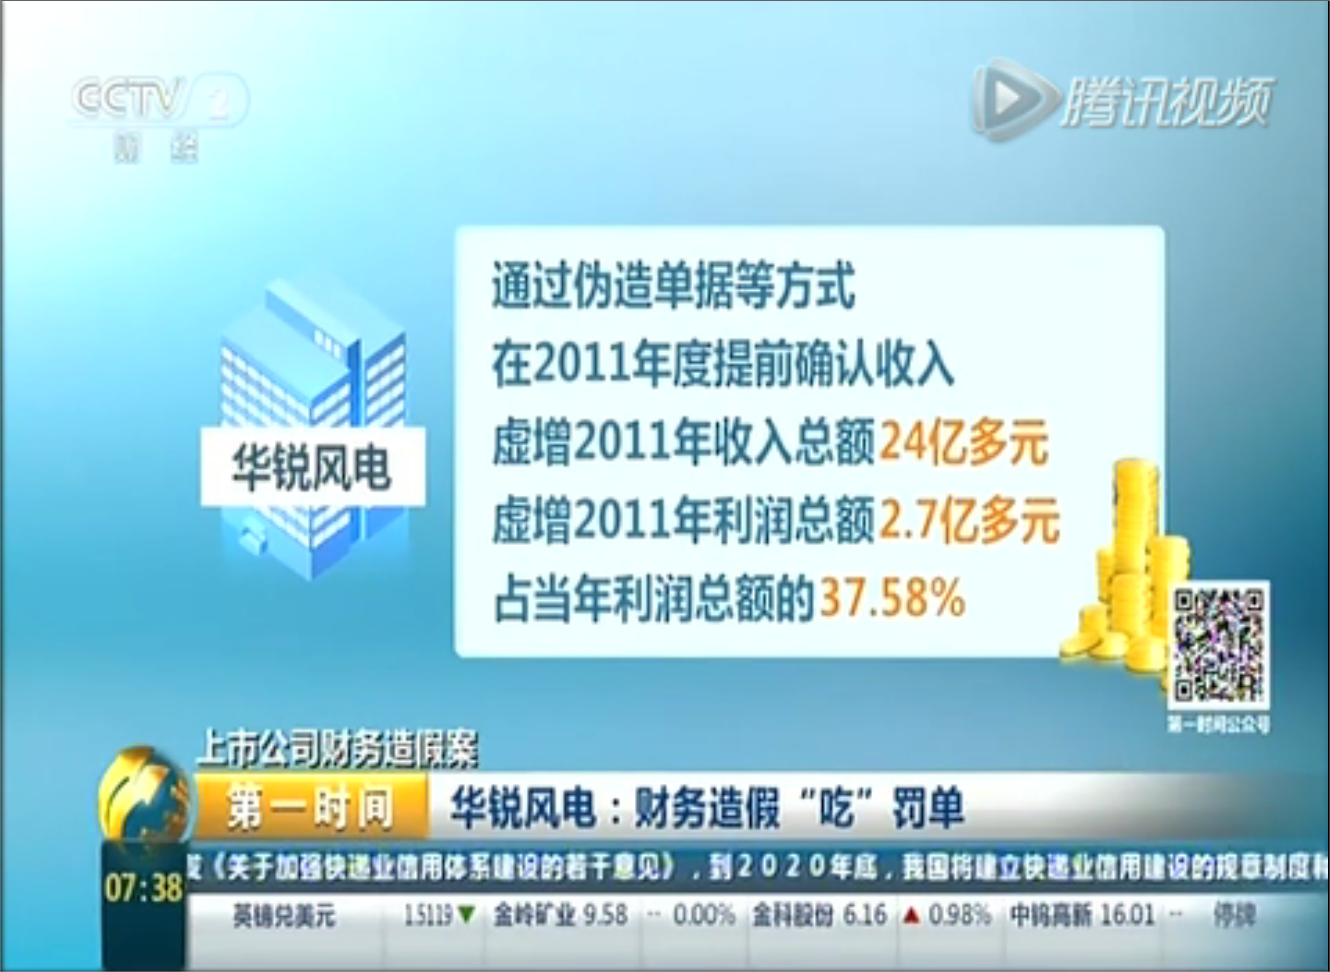 CCTV 2
财 经
腾讯视频
通过伪造单据等方式
在2011年度提前确认收入
虚增2011年收入总额24亿多元
虚增2011年利润总额2.7亿多元
占当年利润总额的37.58%
华锐风电
第一时间公众号
上市公司财务造假案
第一时间
华锐风电：财务造假“吃”罚单
07:38
发《关于加强快递业信用体系建设的若干意见》，到2020年底，我国将建立快递业信用建设的规章制度和
英镑兑美元 1.5119▼ 金岭矿业 9.58 -- 0.00% 金科股份 6.16 ▲ 0.98% 中钨高新 16.01 -- 停牌